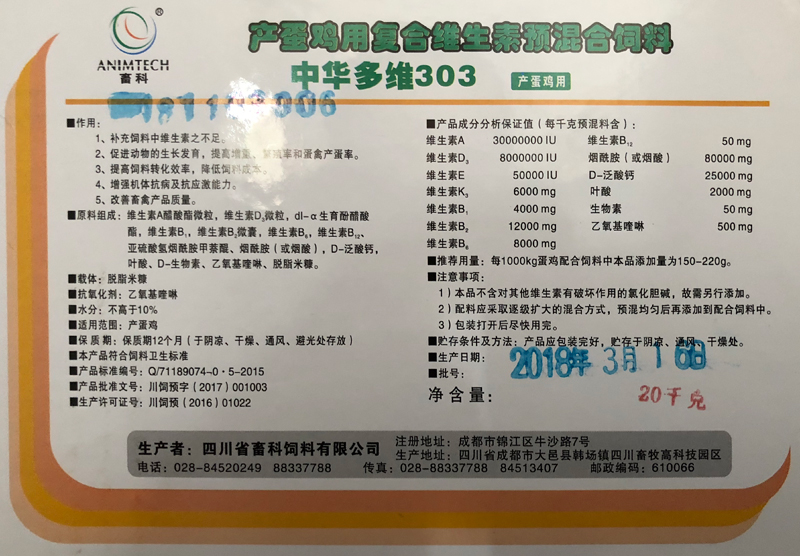 ®
ANIMTECH
畜科
产蛋鸡用复合维生素预混合饲料
中华多维303
产蛋鸡用
■作用：
1、补充饲料中维生素之不足。
2、促进动物的生长发育，提高增重、繁殖率和蛋禽产蛋率。
3、提高饲料转化效率，降低饲料成本。
4、增强机体抗病及抗应激能力。
5、改善畜禽产品质量。
■原料组成：维生素A醋酸酯微粒，维生素D₃微粒，dl-α生育酚醋酸
酯，维生素B₁，维生素B₂微囊，维生素B₆，维生素B₁₂，
亚硫酸氢烟酰胺甲萘醌、烟酰胺（或烟酸），D-泛酸钙，
叶酸、D-生物素、乙氧基喹啉、脱脂米糠。
■载体：脱脂米糠
■抗氧化剂：乙氧基喹啉
■水分：不高于10%
■适用范围：产蛋鸡
■保 质 期：保质期12个月（于阴凉、干燥、通风、避光处存放）
■本产品符合饲料卫生标准
■产品标准编号：Q/71189074-0·5-2015
■产品批准文号：川饲预字（2017）001003
■生产许可证号：川饲预（2016）01022
■产品成分分析保证值（每千克预混料含）：
维生素A 30000000 IU 维生素B₁₂ 50 mg
维生素D₃ 8000000 IU 烟酰胺（或烟酸） 80000 mg
维生素E 50000 IU D-泛酸钙 25000 mg
维生素K₃ 6000 mg 叶酸 2000 mg
维生素B₁ 4000 mg 生物素 50 mg
维生素B₂ 12000 mg 乙氧基喹啉 500 mg
维生素B₆ 8000 mg
■推荐用量：每1000kg蛋鸡配合饲料中本品添加量为150-220g。
■注意事项：
1）本品不含对其他维生素有破坏作用的氯化胆碱，故需另行添加。
2）配料应采取逐级扩大的混合方式，预混均匀后再添加到配合饲料中。
3）包装打开后尽快用完。
■贮存条件及方法：产品应包装完好，贮存于阴凉、通风、干燥处。
■生产日期：2018年 3月 16日
■批号：
净含量： 20千克
生产者：四川省畜科饲料有限公司
注册地址：成都市锦江区牛沙路7号
生产地址：四川省成都市大邑县韩场镇四川畜牧高科技园区
电话：028-84520249 88337788 传真：028-88337788 84513407 邮政编码：610066